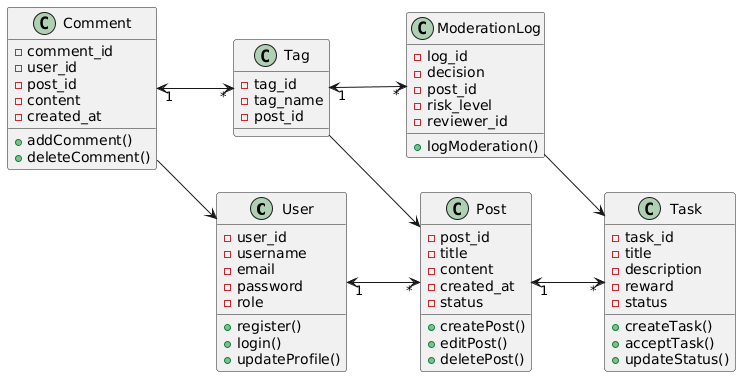 C Comment
comment_id
user_id
post_id
content
created_at
addComment()
deleteComment()
1
*
C Tag
tag_id
tag_name
post_id
1
*
C ModerationLog
log_id
decision
post_id
risk_level
reviewer_id
logModeration()
C User
user_id
username
email
password
role
register()
login()
updateProfile()
1
*
C Post
post_id
title
content
created_at
status
createPost()
editPost()
deletePost()
1
*
C Task
task_id
title
description
reward
status
createTask()
acceptTask()
updateStatus()